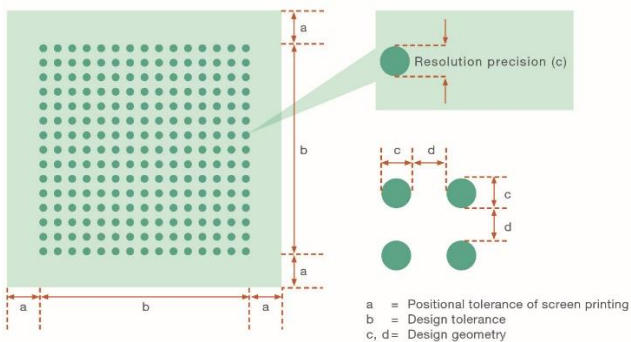 a
Resolution precision (c)
b
c
d
c
d
a
a
b
a
a = Positional tolerance of screen printing
b = Design tolerance
c, d = Design geometry